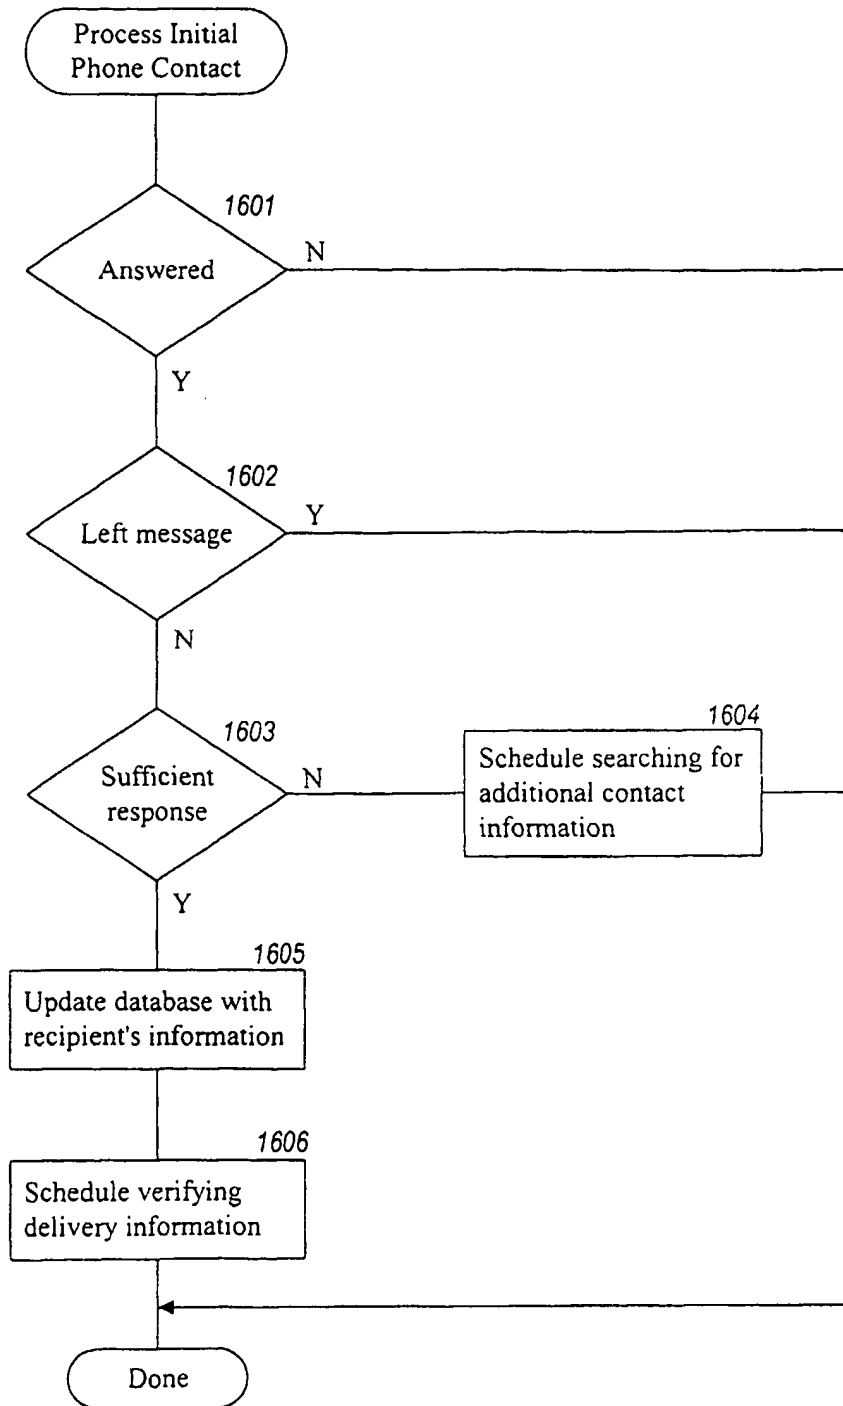 Process Initial
Phone Contact
1601
Answered
N
Y
1602
Left message
Y
N
1603
Sufficient
response
N
1604
Schedule searching for
additional contact
information
Y
1605
Update database with
recipient's information
1606
Schedule verifying
delivery information
Done